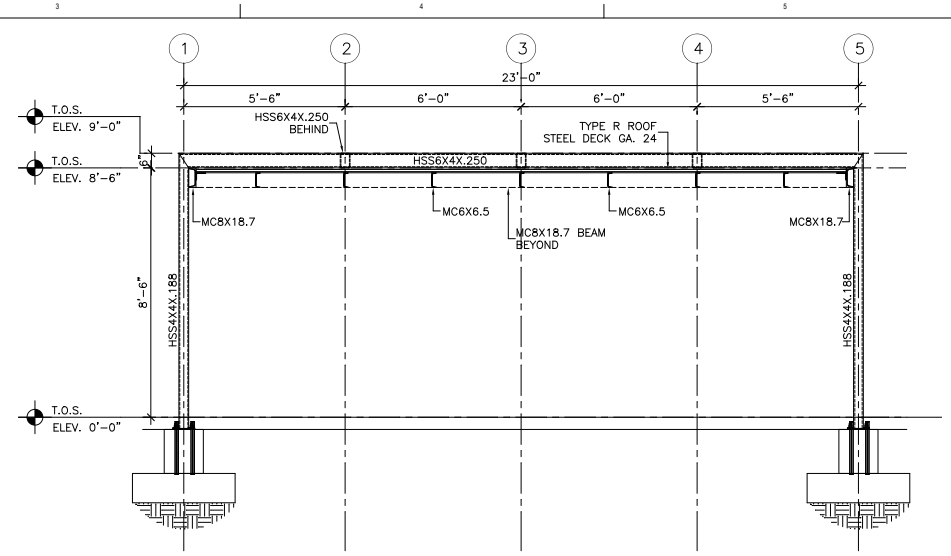 3
4
5
1
2
3
4
5
23'-0"
5'-6"
6'-0"
6'-0"
5'-6"
T.O.S.
ELEV. 9'-0"
HSS6X4X.250
BEHIND
TYPE R ROOF
STEEL DECK GA. 24
6"
HSS6X4X.250
T.O.S.
ELEV. 8'-6"
MC8X18.7
MC6X6.5
MC8X18.7 BEAM
BEYOND
MC6X6.5
MC8X18.7
8'-6"
HSS4X4X.188
HSS4X4X.188
T.O.S.
ELEV. 0'-0"